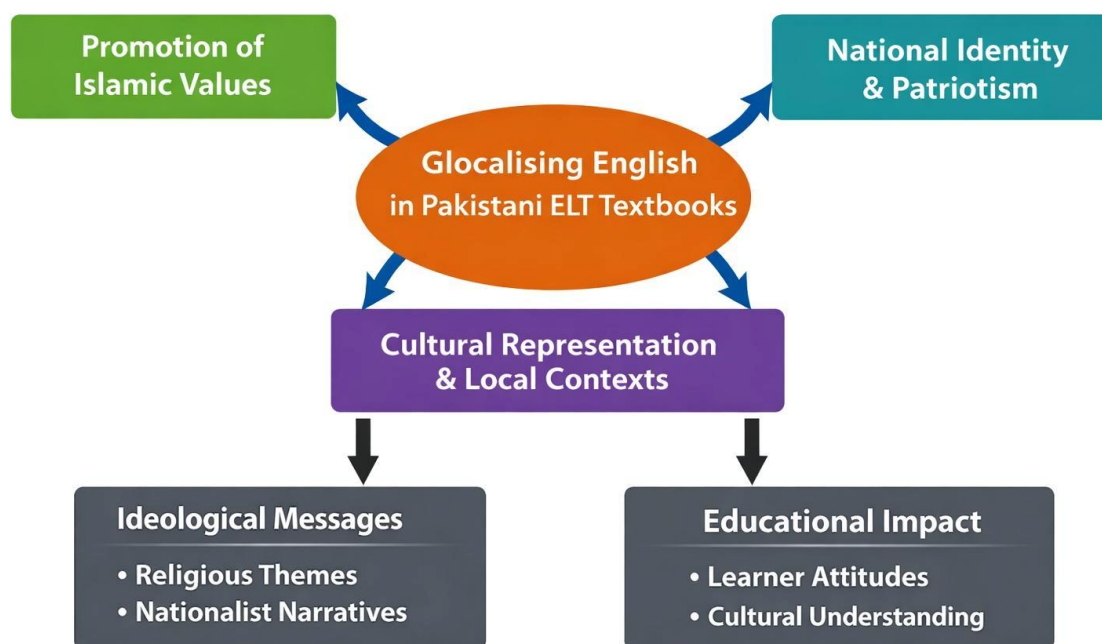 Promotion of
Islamic Values
National Identity
& Patriotism
Glocalising English
in Pakistani ELT Textbooks
Cultural Representation
& Local Contexts
Ideological Messages
• Religious Themes
• Nationalist Narratives
Educational Impact
• Learner Attitudes
• Cultural Understanding